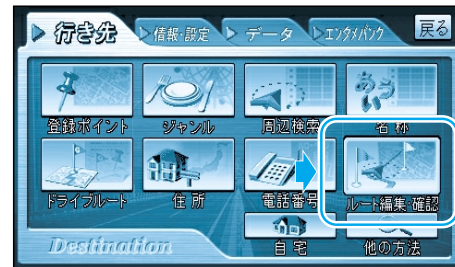 行き先 情報・設定 データ エンタメバンク 戻る
登録ポイント ジャンル 周辺検索 名称
ドライブルート 住所 電話番号 ルート編集・確認
自宅 他の方法
Destination